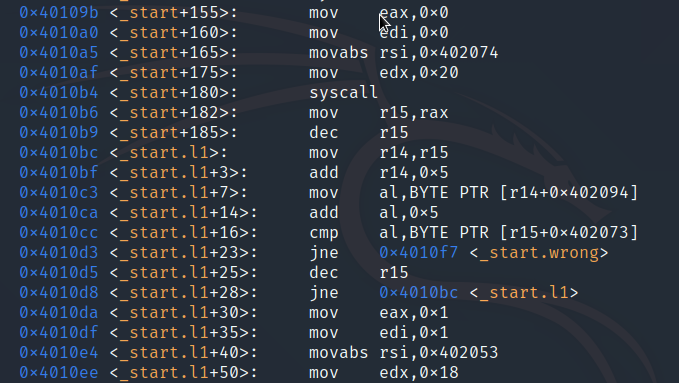 0×40109b <_start+155>: mov eax,0×0
0×4010a0 <_start+160>: mov edi,0×0
0×4010a5 <_start+165>: movabs rsi,0×402074
0×4010af <_start+175>: mov edx,0×20
0×4010b4 <_start+180>: syscall
0×4010b6 <_start+182>: mov r15,rax
0×4010b9 <_start+185>: dec r15
0×4010bc <_start.l1>: mov r14,r15
0×4010bf <_start.l1+3>: add r14,0×5
0×4010c3 <_start.l1+7>: mov al,BYTE PTR [r14+0×402094]
0×4010ca <_start.l1+14>: add al,0×5
0×4010cc <_start.l1+16>: cmp al,BYTE PTR [r15+0×402073]
0×4010d3 <_start.l1+23>: jne 0×4010f7 <_start.wrong>
0×4010d5 <_start.l1+25>: dec r15
0×4010d8 <_start.l1+28>: jne 0×4010bc <_start.l1>
0×4010da <_start.l1+30>: mov eax,0×1
0×4010df <_start.l1+35>: mov edi,0×1
0×4010e4 <_start.l1+40>: movabs rsi,0×402053
0×4010ee <_start.l1+50>: mov edx,0×18